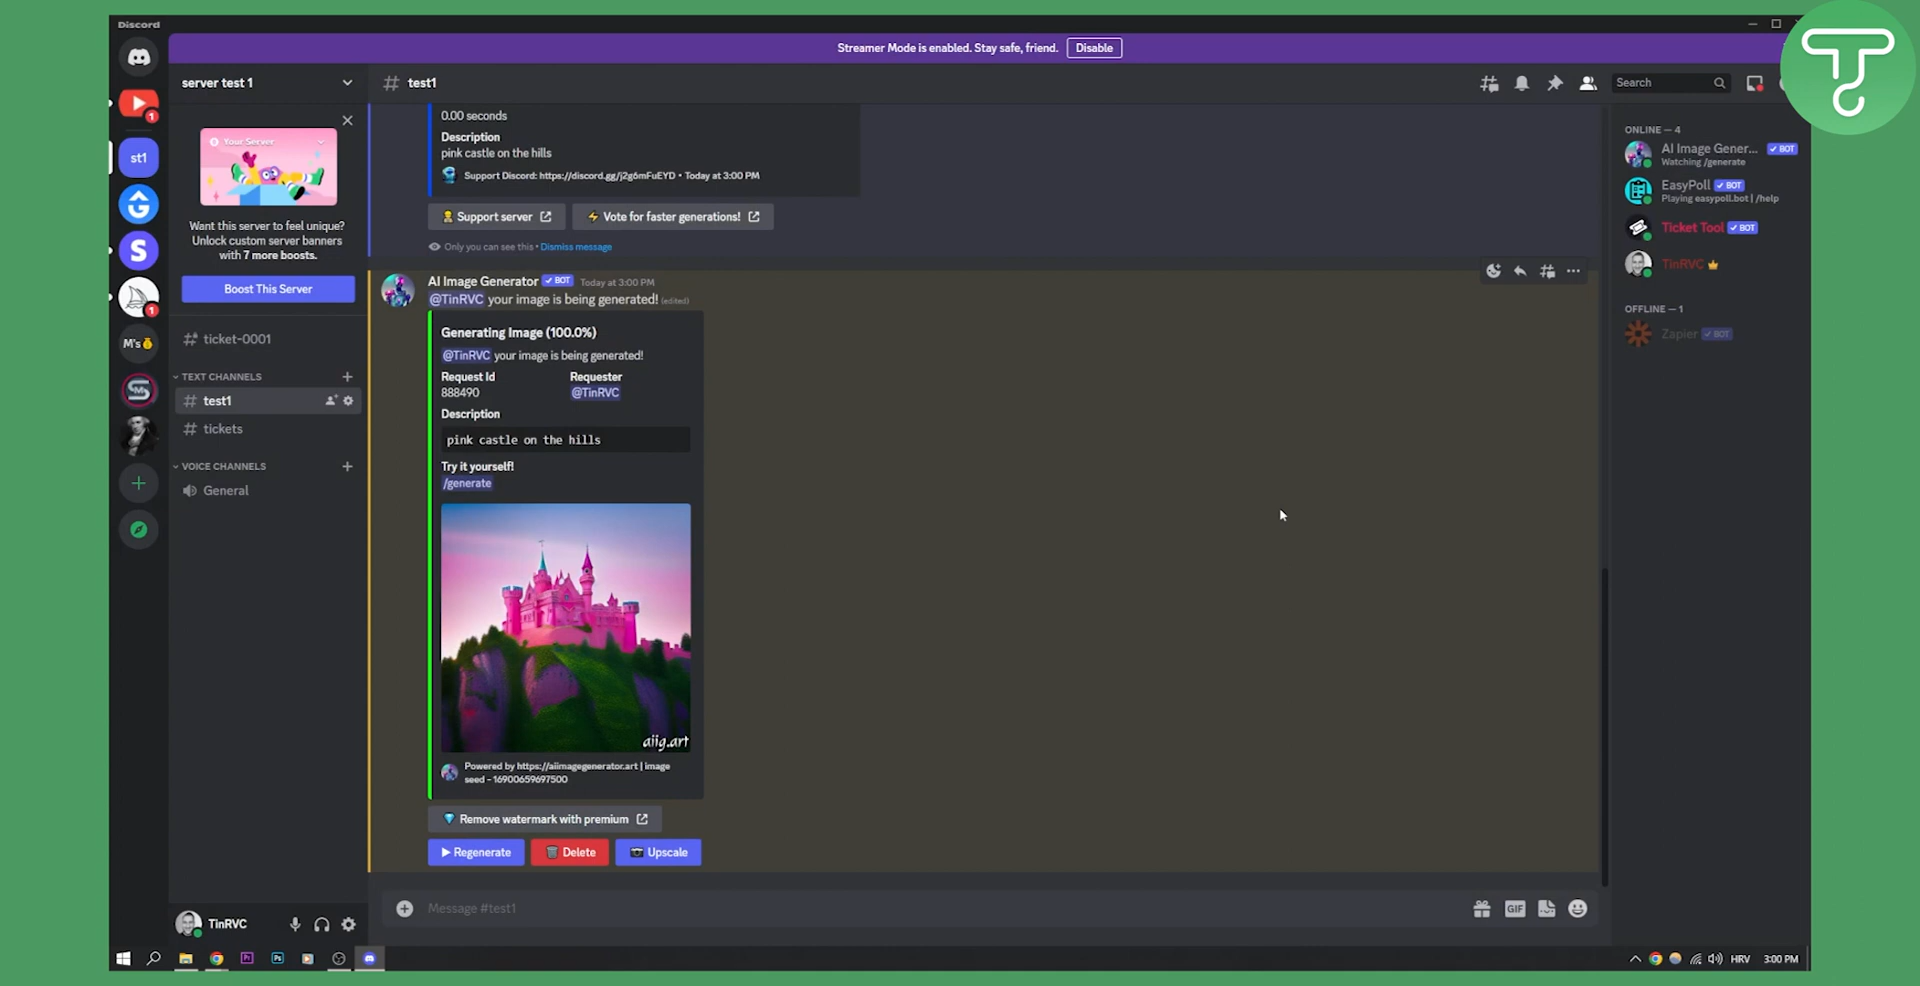 Discord
Streamer Mode is enabled. Stay safe, friend.
Disable
server test 1
# test1
Search
Your Server
Want this server to feel unique?
Unlock custom server banners
with 7 more boosts.
Boost This Server
ticket-0001
TEXT CHANNELS
test1
tickets
VOICE CHANNELS
General
st1
M's
S
1
1
0.00 seconds
Description
pink castle on the hills
Support Discord: https://discord.gg/j2g6mFuEYD • Today at 3:00 PM
Support server
Vote for faster generations!
Only you can see this • Dismiss message
AI Image Generator BOT Today at 3:00 PM
@TinRVC your image is being generated! (edited)
Generating Image (100.0%)
@TinRVC your image is being generated!
Request Id Requester
888490 @TinRVC
Description
pink castle on the hills
Try it yourself!
/generate
aiig.art
Powered by https://aiimagegenerator.art | image
seed - 16900659697500
Remove watermark with premium
Regenerate
Delete
Upscale
Message #test1
GIF
ONLINE — 4
AI Image Gener... BOT
Watching /generate
EasyPoll BOT
Playing easypoll.bot | /help
Ticket Tool BOT
TinRVC
OFFLINE — 1
Zapier BOT
TinRVC
Pr
Ps
HRV
3:00 PM